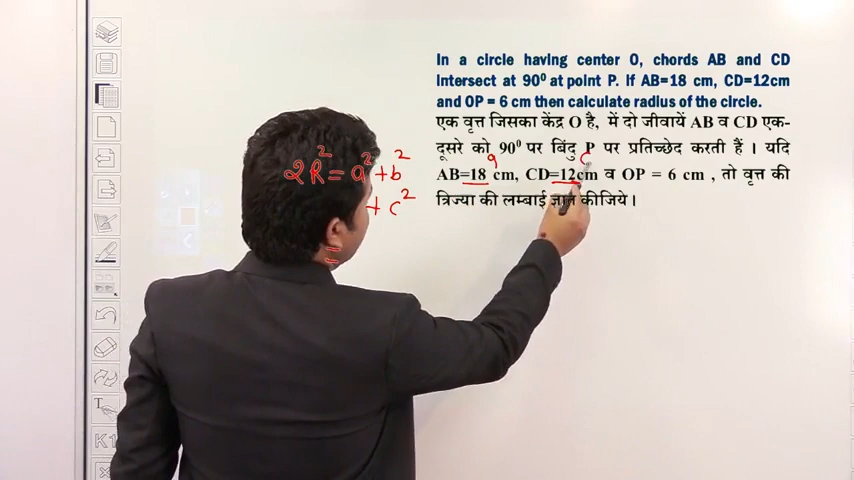 In a circle having center O, chords AB and CD
intersect at 90⁰ at point P. If AB=18 cm, CD=12cm
and OP = 6 cm then calculate radius of the circle.
एक वृत्त जिसका केंद्र O है, में दो जीवायें AB व CD एक-
दूसरे को 90⁰ पर बिंदु P पर प्रतिच्छेद करती हैं । यदि
AB=18 cm, CD=12cm व OP = 6 cm , तो वृत्त की
त्रिज्या की लम्बाई ज्ञात कीजिये ।
9
C
2R² = a² + b²
+ c²
T
K1